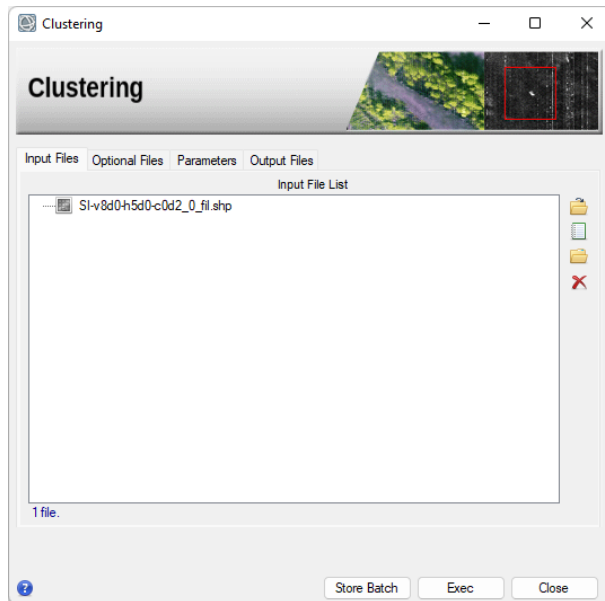 Clustering
Clustering
Input Files Optional Files Parameters Output Files
Input File List
SI-v8d0-h5d0-c0d2_0_fil.shp
1 file.
Store Batch Exec Close